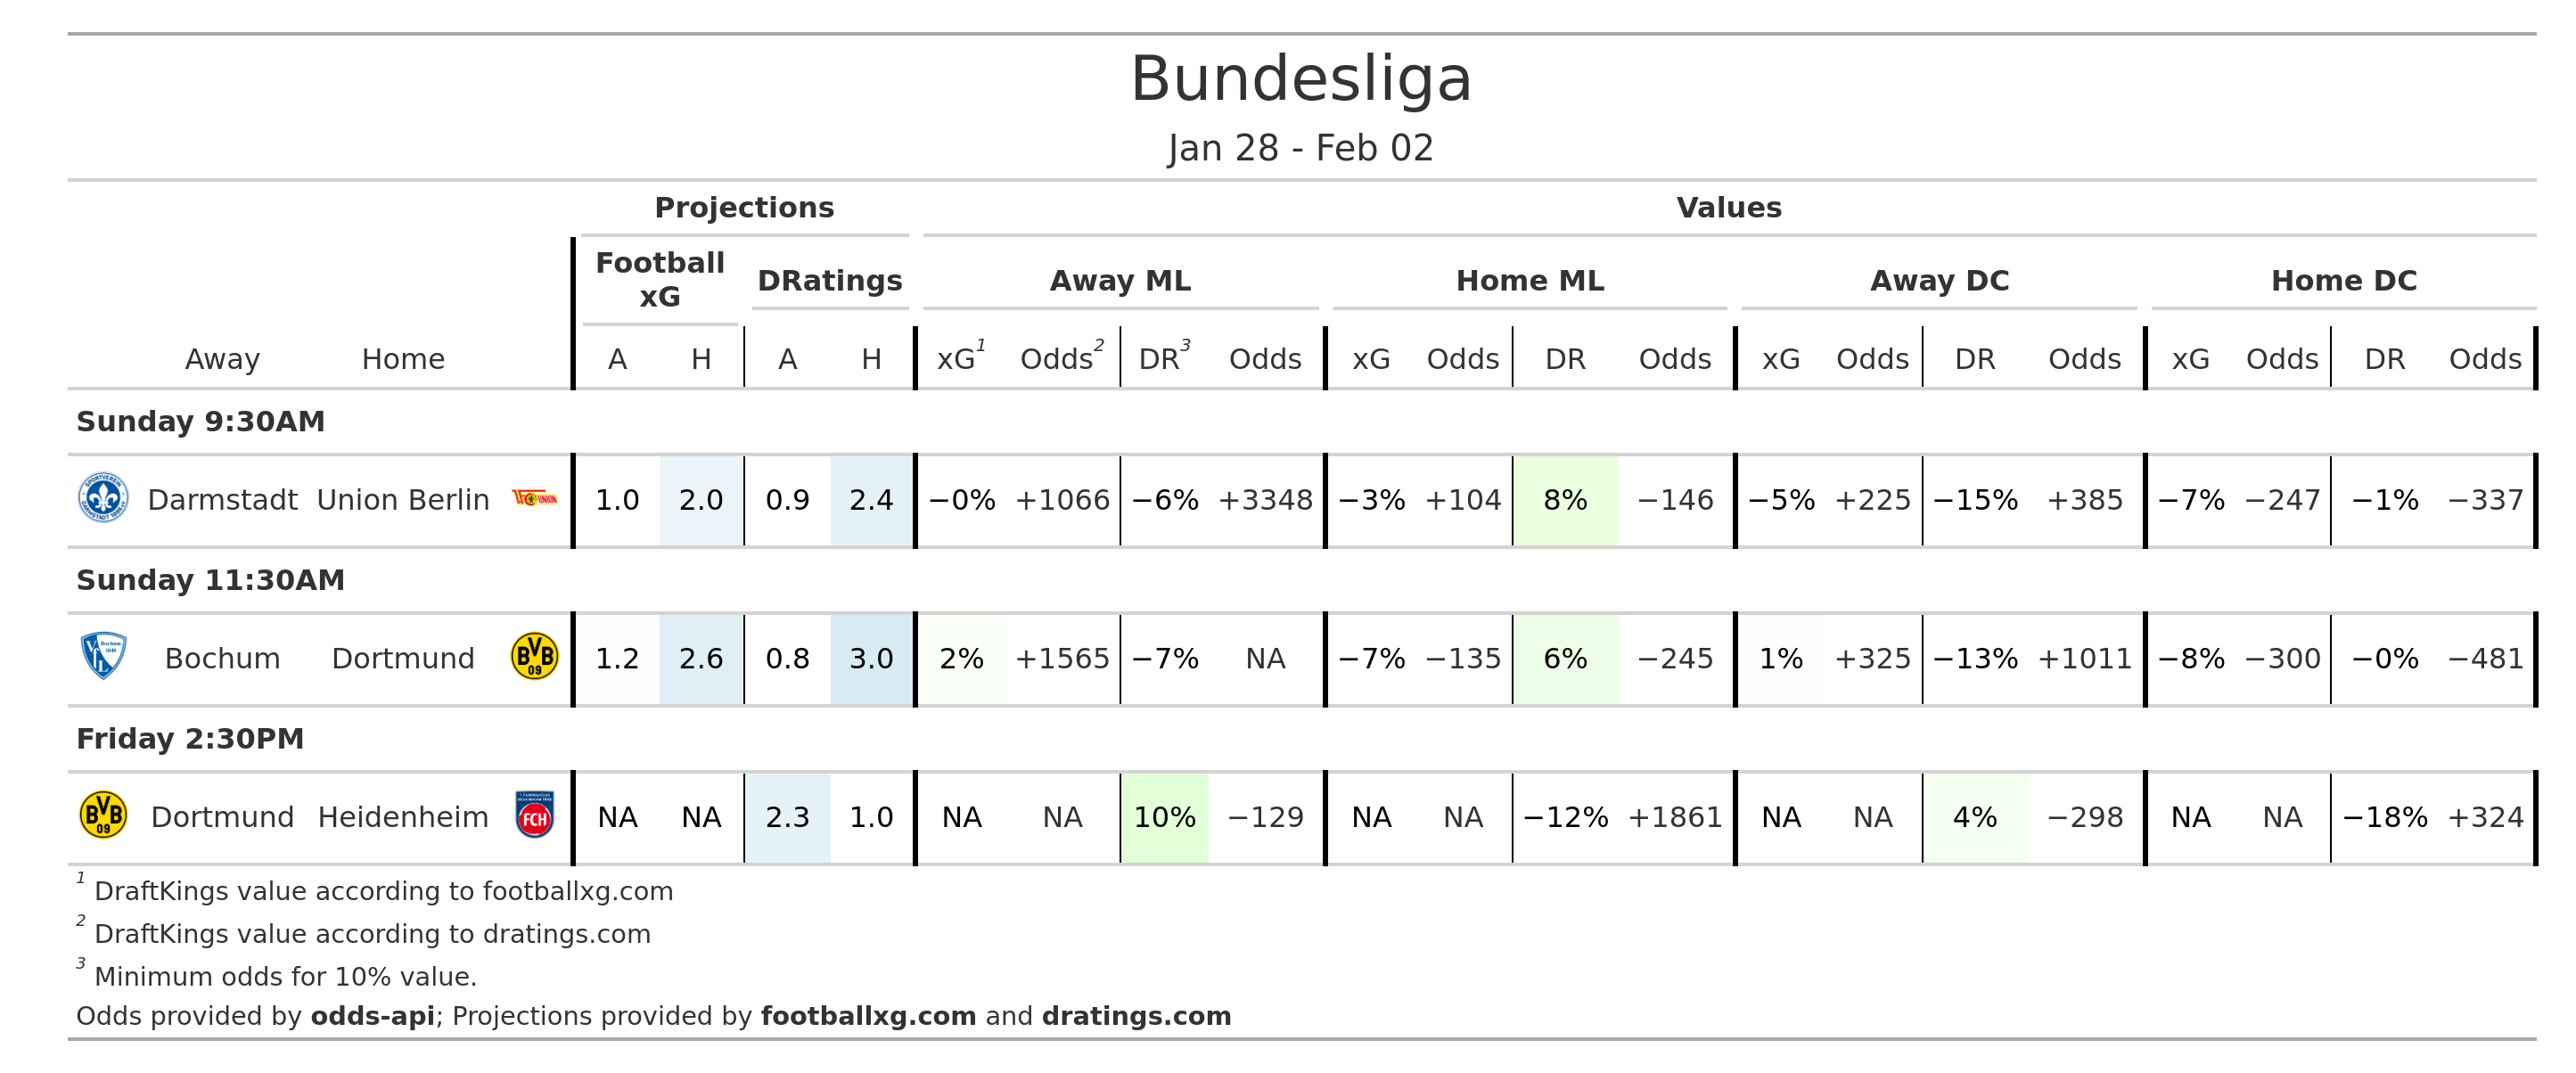 Bundesliga
Jan 28 - Feb 02
Projections Values
Football xG DRatings Away ML Home ML Away DC Home DC
Away Home A H A H xG1 Odds2 DR3 Odds xG Odds DR Odds xG Odds DR Odds xG Odds DR Odds
Sunday 9:30AM
Darmstadt Union Berlin 1.0 2.0 0.9 2.4 −0% +1066 −6% +3348 −3% +104 8% −146 −5% +225 −15% +385 −7% −247 −1% −337
Sunday 11:30AM
Bochum Dortmund BVB 09 1.2 2.6 0.8 3.0 2% +1565 −7% NA −7% −135 6% −245 1% +325 −13% +1011 −8% −300 −0% −481
Friday 2:30PM
BVB 09 Dortmund Heidenheim FCH NA NA 2.3 1.0 NA NA 10% −129 NA NA −12% +1861 NA NA 4% −298 NA NA −18% +324
1 DraftKings value according to footballxg.com
2 DraftKings value according to dratings.com
3 Minimum odds for 10% value.
Odds provided by odds-api; Projections provided by footballxg.com and dratings.com